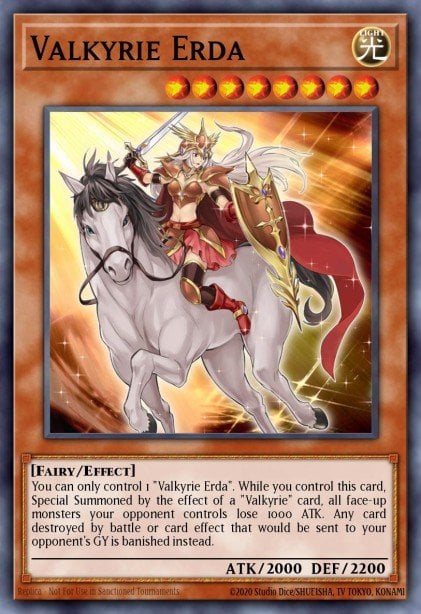 VALKYRIE ERDA
LIGHT
光
[FAIRY/EFFECT]
You can only control 1 "Valkyrie Erda". While you control this card,
Special Summoned by the effect of a "Valkyrie" card, all face-up
monsters your opponent controls lose 1000 ATK. Any card
destroyed by battle or card effect that would be sent to your
opponent's GY is banished instead.
ATK/2000 DEF/2200
Replica - Not For Use in Sanctioned Tournaments
©2020 Studio Dice/SHUEISHA, TV TOKYO, KONAMI